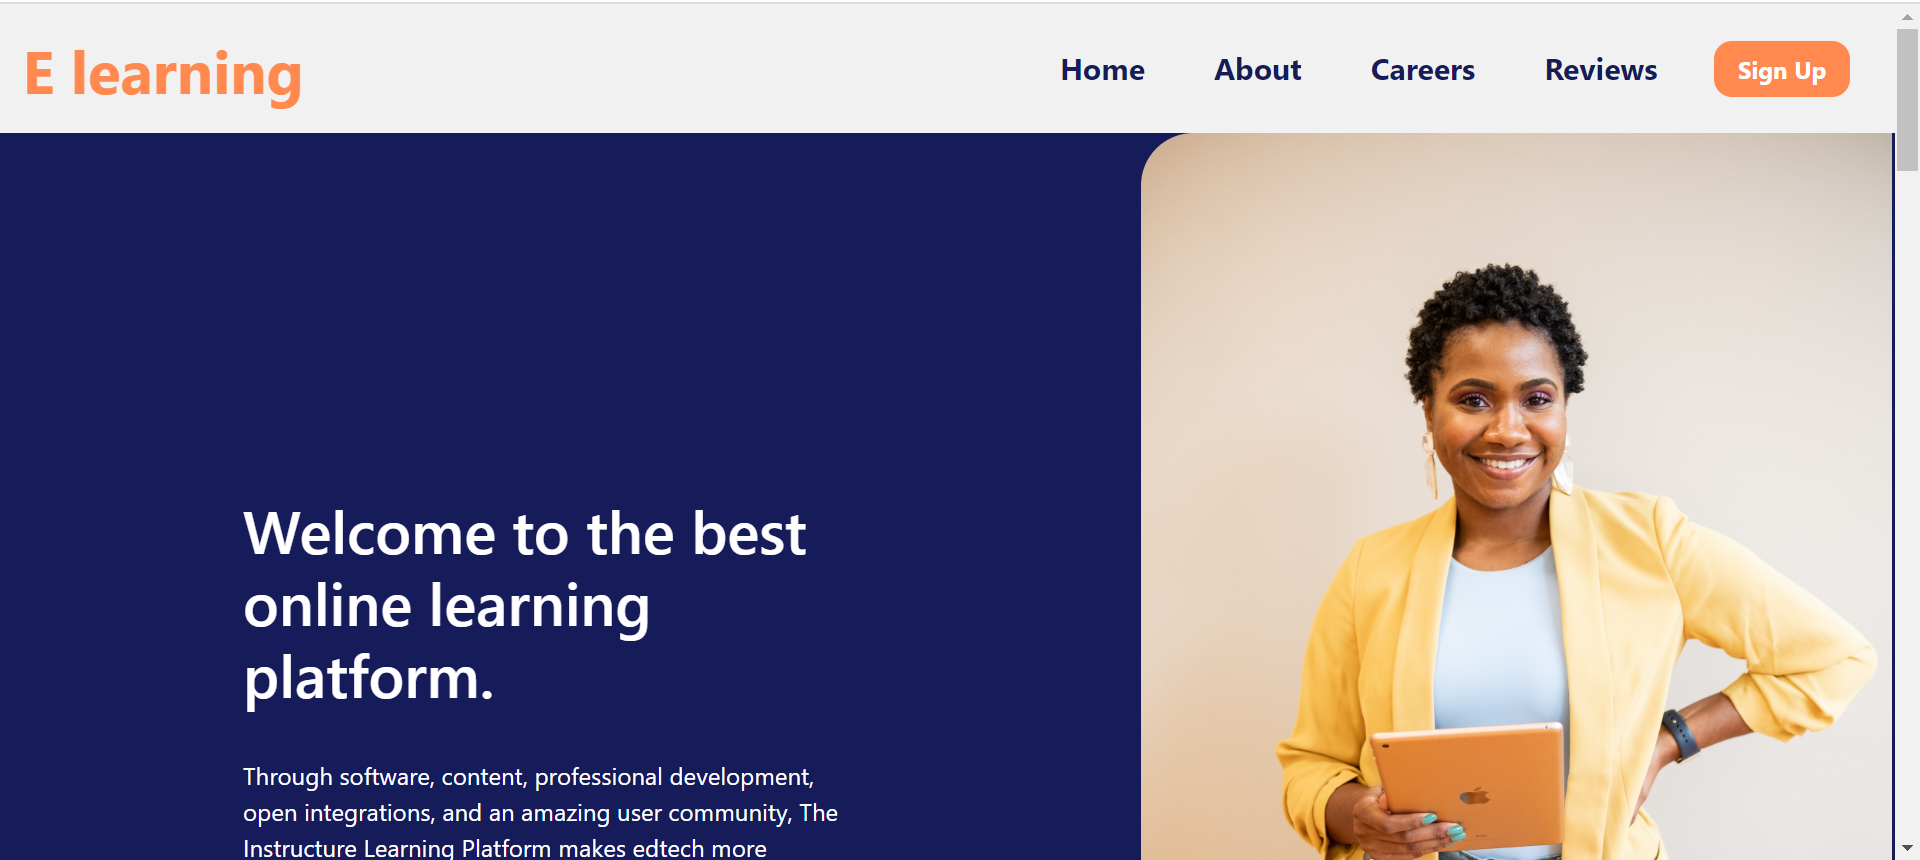 E learning
Home About Careers Reviews Sign Up
Welcome to the best
online learning
platform.
Through software, content, professional development,
open integrations, and an amazing user community, The
Instructure Learning Platform makes edtech more